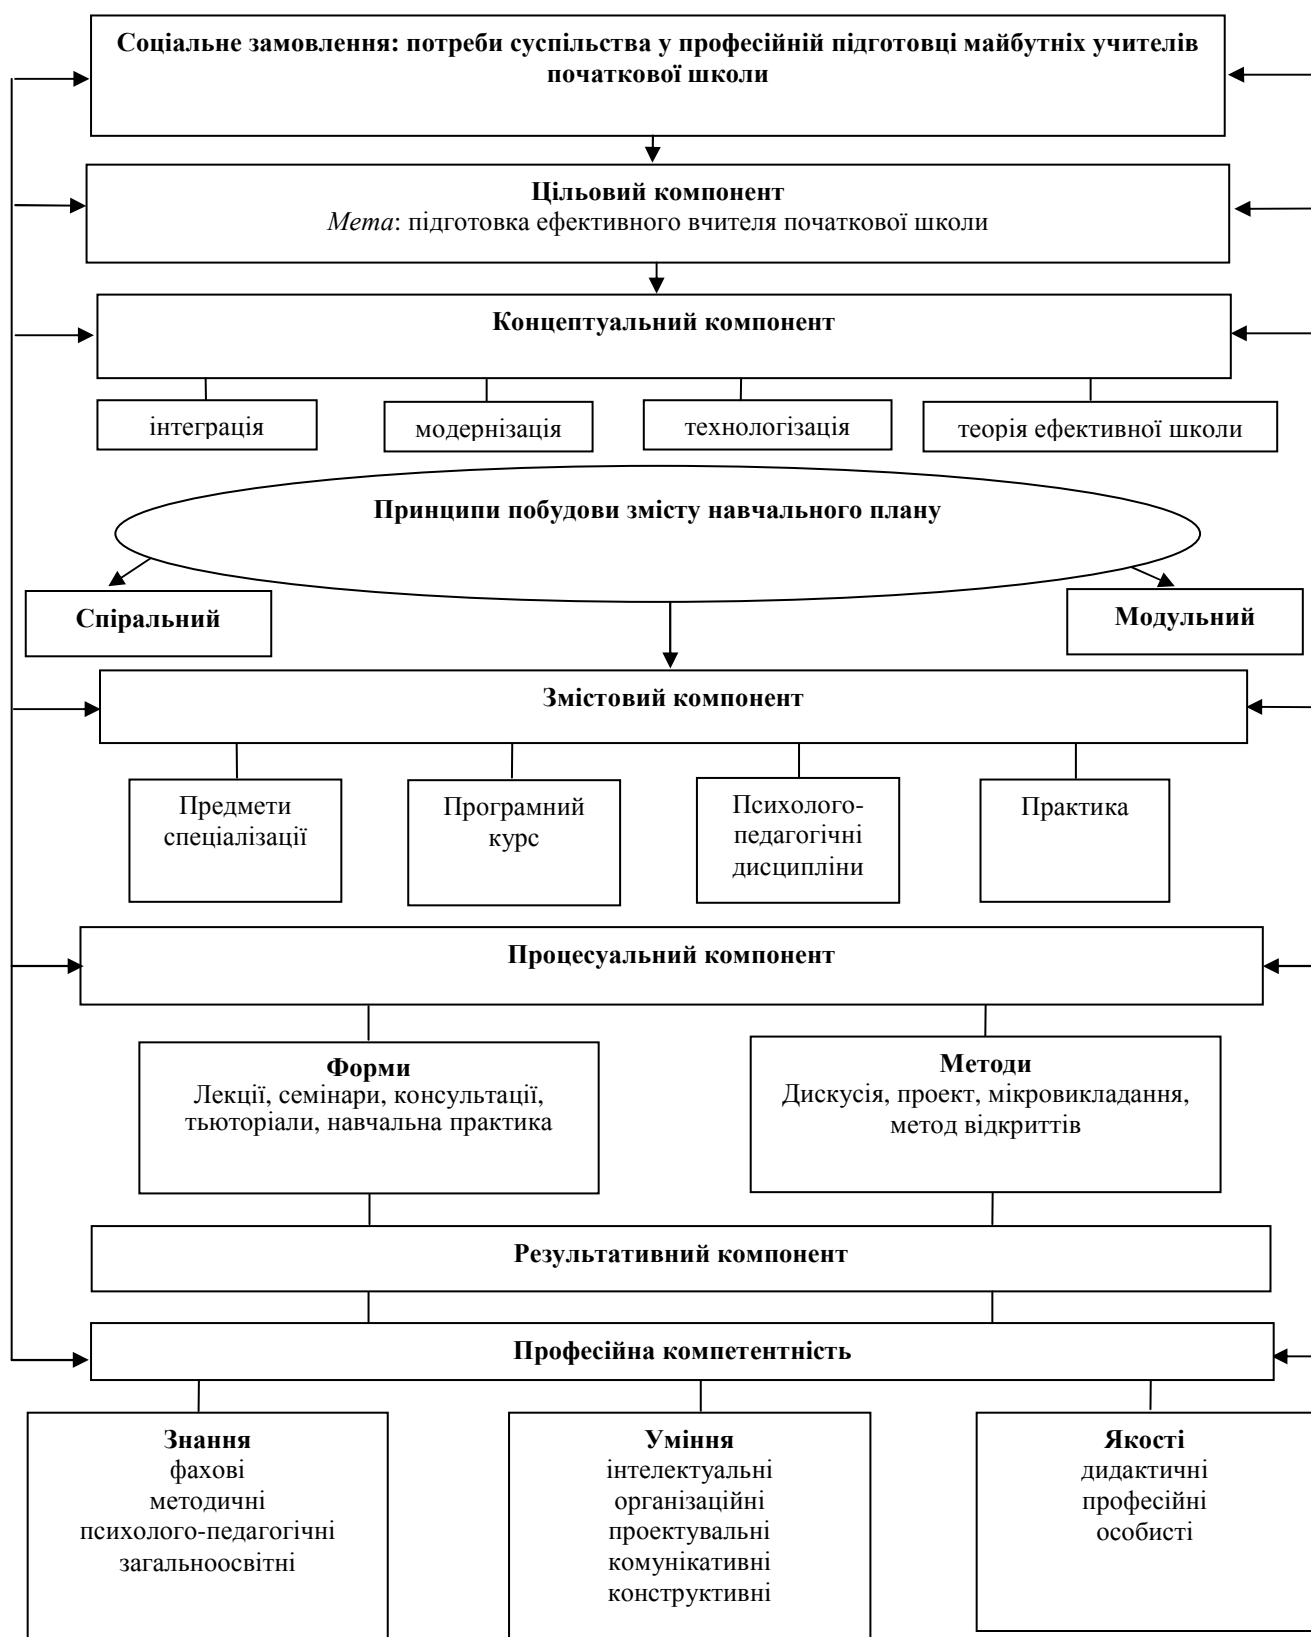 Соціальне замовлення: потреби суспільства у професійній підготовці майбутніх учителів
початкової школи
Цільовий компонент
Мета: підготовка ефективного вчителя початкової школи
Концептуальний компонент
інтеграція
модернізація
технологізація
теорія ефективної школи
Принципи побудови змісту навчального плану
Спіральний
Модульний
Змістовий компонент
Предмети
спеціалізації
Програмний
курс
Психолого-
педагогічні
дисципліни
Практика
Процесуальний компонент
Форми
Лекції, семінари, консультації,
тьюторіали, навчальна практика
Методи
Дискусія, проект, мікровикладання,
метод відкриттів
Результативний компонент
Професійна компетентність
Знання
фахові
методичні
психолого-педагогічні
загальноосвітні
Уміння
інтелектуальні
організаційні
проектувальні
комунікативні
конструктивні
Якості
дидактичні
професійні
особисті